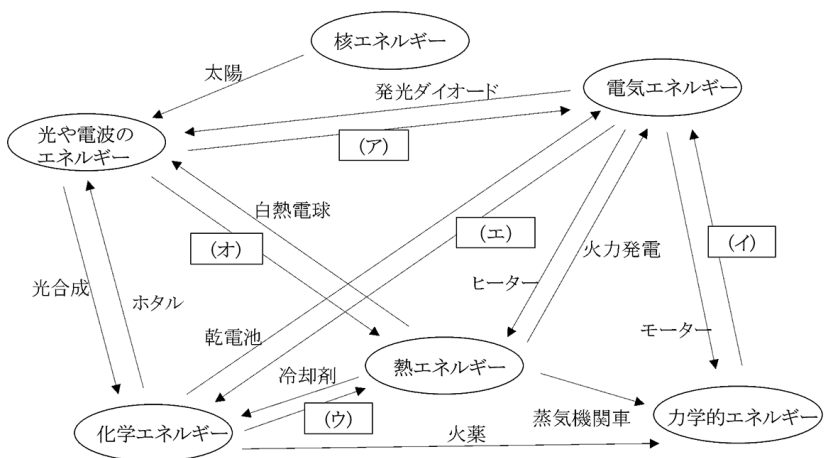 核エネルギー
太陽
電気エネルギー
発光ダイオード
光や電波の
エネルギー
(ア)
白熱電球
(エ)
(オ)
(イ)
火力発電
ヒーター
光合成
ホタル
乾電池
モーター
熱エネルギー
冷却剤
蒸気機関車
力学的エネルギー
(ウ)
化学エネルギー
火薬